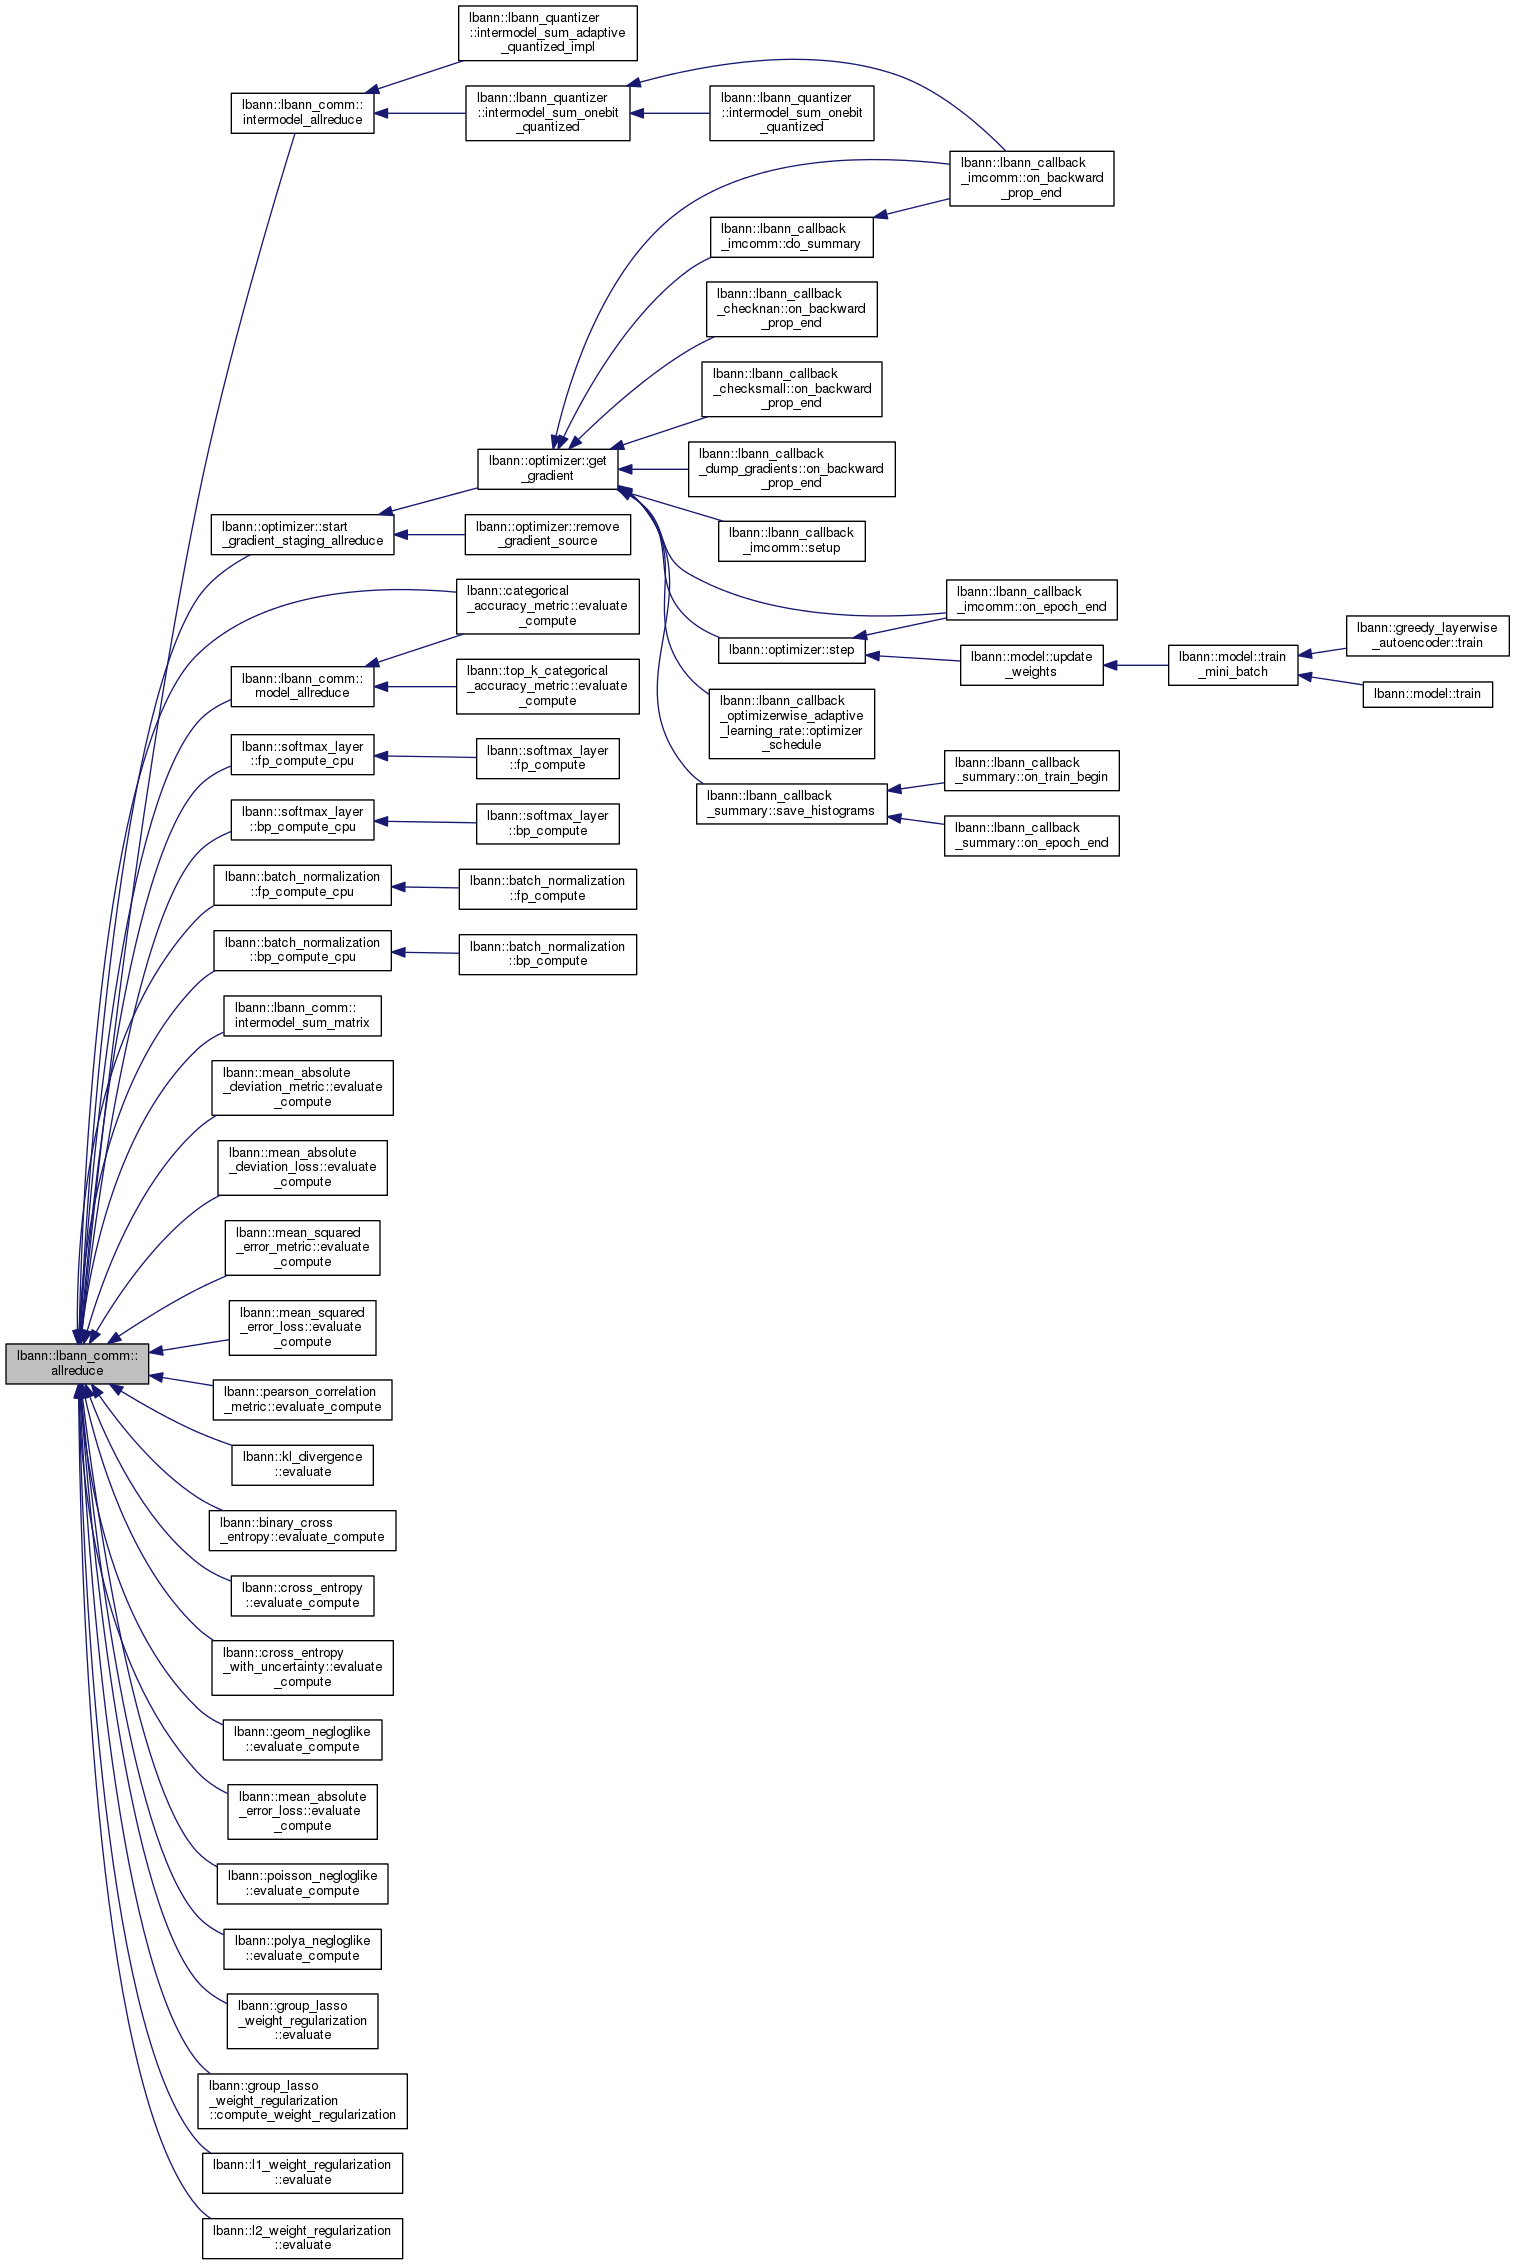 lbann::lbann_quantizer
::intermodel_sum_adaptive
_quantized_impl
lbann::lbann_comm::
intermodel_allreduce
lbann::lbann_quantizer
::intermodel_sum_onebit
_quantized
lbann::lbann_quantizer
::intermodel_sum_onebit
_quantized
lbann::lbann_callback
_imcomm::on_backward
_prop_end
lbann::lbann_callback
_imcomm::do_summary
lbann::lbann_callback
_checknan::on_backward
_prop_end
lbann::lbann_callback
_checksmall::on_backward
_prop_end
lbann::optimizer::get
_gradient
lbann::lbann_callback
_dump_gradients::on_backward
_prop_end
lbann::optimizer::start
_gradient_staging_allreduce
lbann::optimizer::remove
_gradient_source
lbann::lbann_callback
_imcomm::setup
lbann::categorical
_accuracy_metric::evaluate
_compute
lbann::lbann_callback
_imcomm::on_epoch_end
lbann::optimizer::step
lbann::model::update
_weights
lbann::model::train
_mini_batch
lbann::greedy_layerwise
_autoencoder::train
lbann::model::train
lbann::lbann_comm::
model_allreduce
lbann::top_k_categorical
_accuracy_metric::evaluate
_compute
lbann::lbann_callback
_optimizerwise_adaptive
_learning_rate::optimizer
_schedule
lbann::softmax_layer
::fp_compute_cpu
lbann::softmax_layer
::fp_compute
lbann::lbann_callback
_summary::save_histograms
lbann::lbann_callback
_summary::on_train_begin
lbann::lbann_callback
_summary::on_epoch_end
lbann::softmax_layer
::bp_compute_cpu
lbann::softmax_layer
::bp_compute
lbann::batch_normalization
::fp_compute_cpu
lbann::batch_normalization
::fp_compute
lbann::batch_normalization
::bp_compute_cpu
lbann::batch_normalization
::bp_compute
lbann::lbann_comm::
intermodel_sum_matrix
lbann::mean_absolute
_deviation_metric::evaluate
_compute
lbann::mean_absolute
_deviation_loss::evaluate
_compute
lbann::mean_squared
_error_metric::evaluate
_compute
lbann::mean_squared
_error_loss::evaluate
_compute
lbann::lbann_comm::
allreduce
lbann::pearson_correlation
_metric::evaluate_compute
lbann::kl_divergence
::evaluate
lbann::binary_cross
_entropy::evaluate_compute
lbann::cross_entropy
::evaluate_compute
lbann::cross_entropy
_with_uncertainty::evaluate
_compute
lbann::geom_negloglike
::evaluate_compute
lbann::mean_absolute
_error_loss::evaluate
_compute
lbann::poisson_negloglike
::evaluate_compute
lbann::polya_negloglike
::evaluate_compute
lbann::group_lasso
_weight_regularization
::evaluate
lbann::group_lasso
_weight_regularization
::compute_weight_regularization
lbann::l1_weight_regularization
::evaluate
lbann::l2_weight_regularization
::evaluate